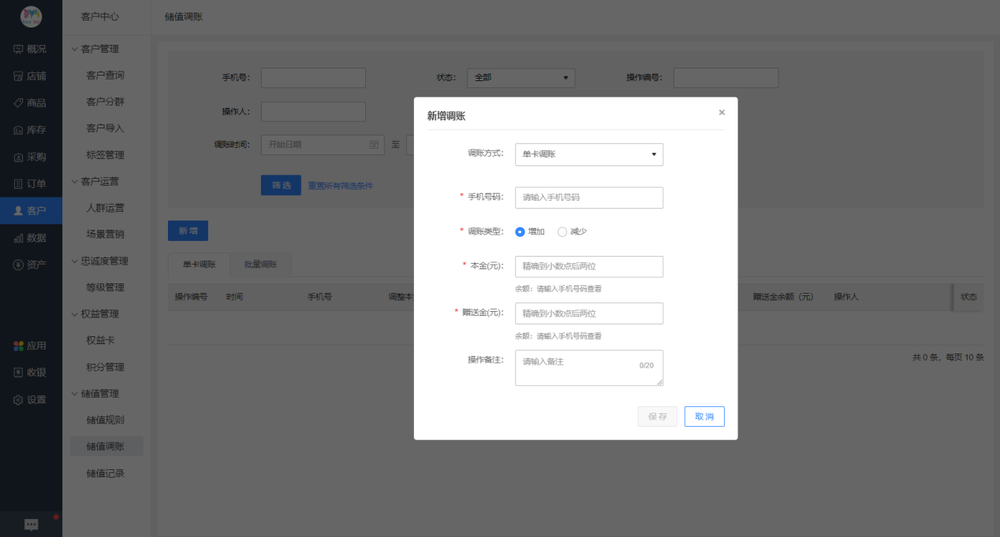 客户中心
储值调账
概况
店铺
商品
库存
采购
订单
客户
数据
资产
应用
收银
设置
客户管理
客户查询
客户分群
客户导入
标签管理
客户运营
人群运营
场景营销
忠诚度管理
等级管理
权益管理
权益卡
积分管理
储值管理
储值规则
储值调账
储值记录
手机号:
状态: 全部
操作编号:
操作人:
调账时间: 开始日期 至
筛 选 重置所有筛选条件
新 增
单卡调账 批量调账
操作编号 时间 手机号 调整本 赠送金余额（元） 操作人 状态
共 0 条，每页 10 条
新增调账 ×
调账方式: 单卡调账
* 手机号码: 请输入手机号码
* 调账类型: 增加 减少
* 本金(元): 精确到小数点后两位
余额：请输入手机号码查看
* 赠送金(元): 精确到小数点后两位
余额：请输入手机号码查看
操作备注: 请输入备注 0/20
保 存 取 消